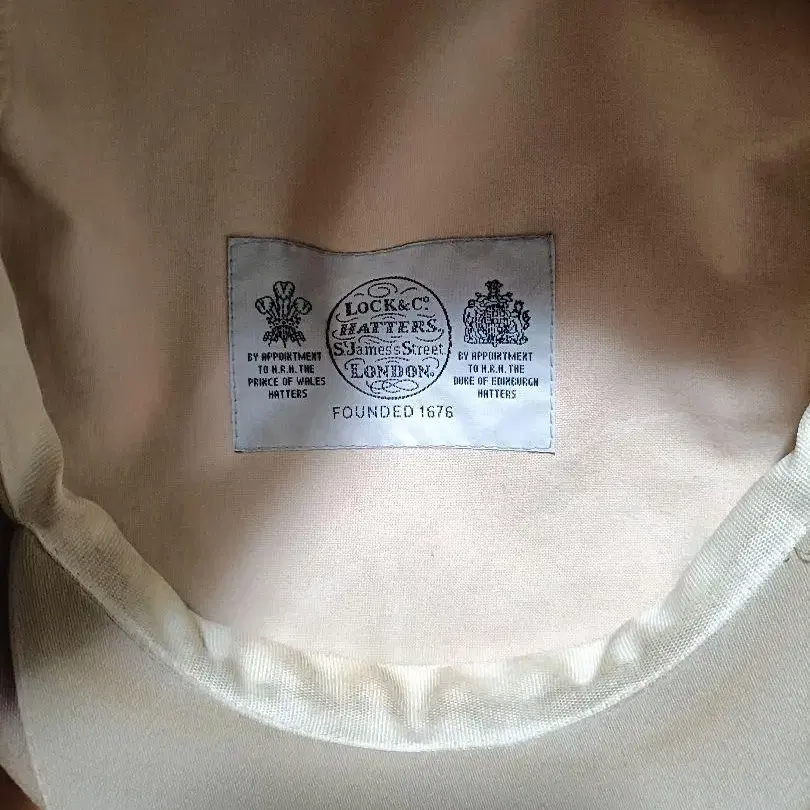 LOCK & Cº
HATTERS.
Sᵗ James's Street.
LONDON.
FOUNDED 1676
BY APPOINTMENT
TO H.R.H. THE
PRINCE OF WALES
HATTERS
BY APPOINTMENT
TO H.R.H. THE
DUKE OF EDINBURGH
HATTERS